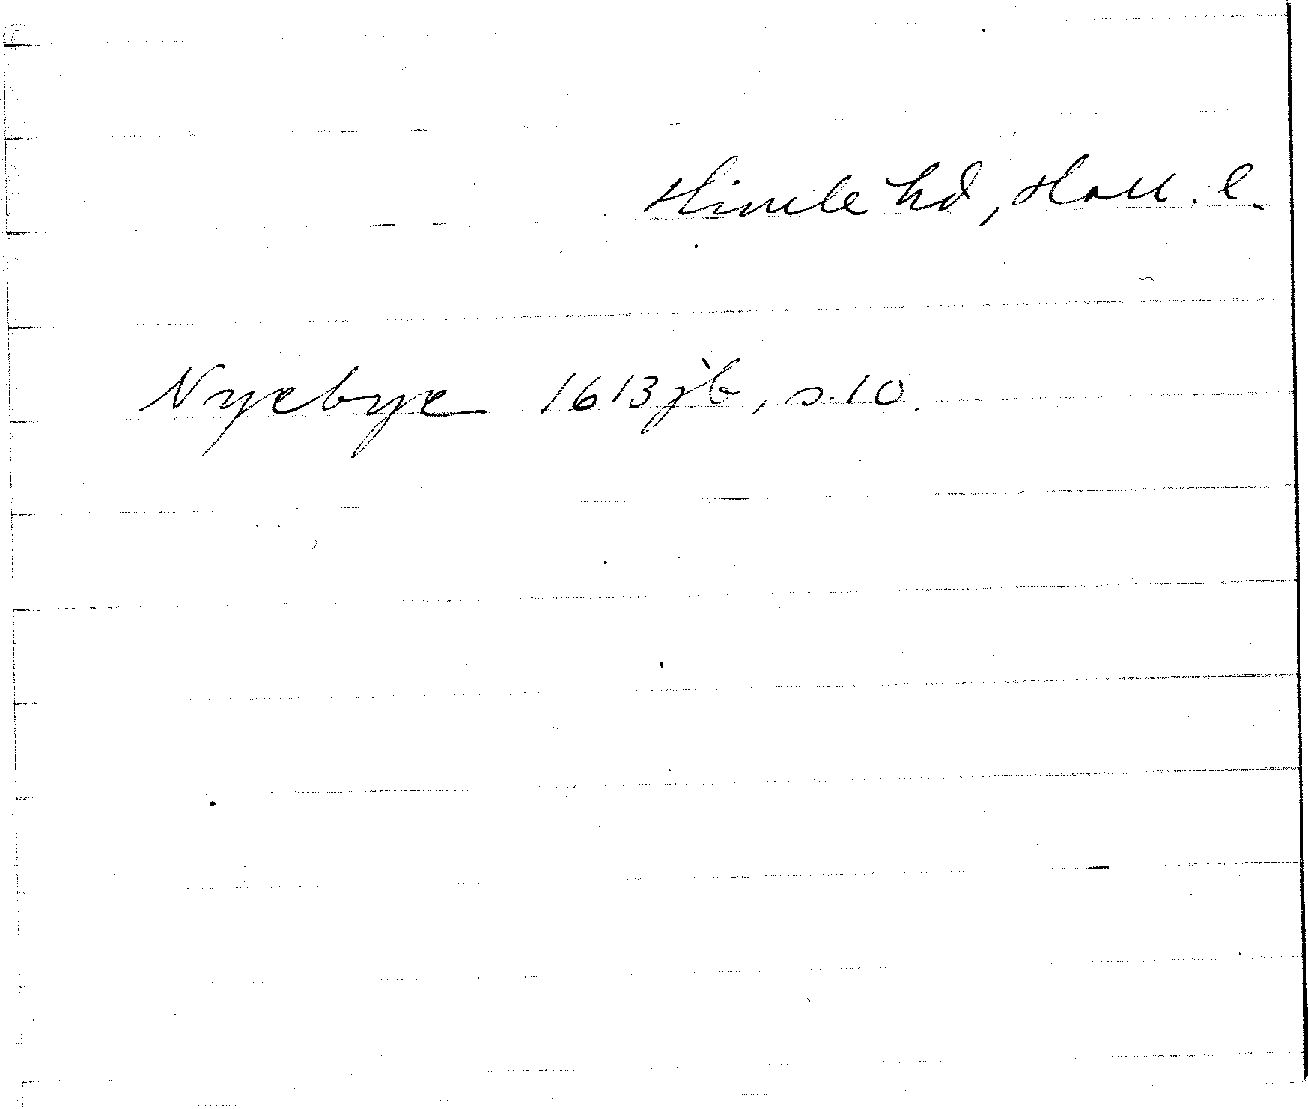 Himle hd, Hall. l.
Nyebye 1613 jb, s. 10.